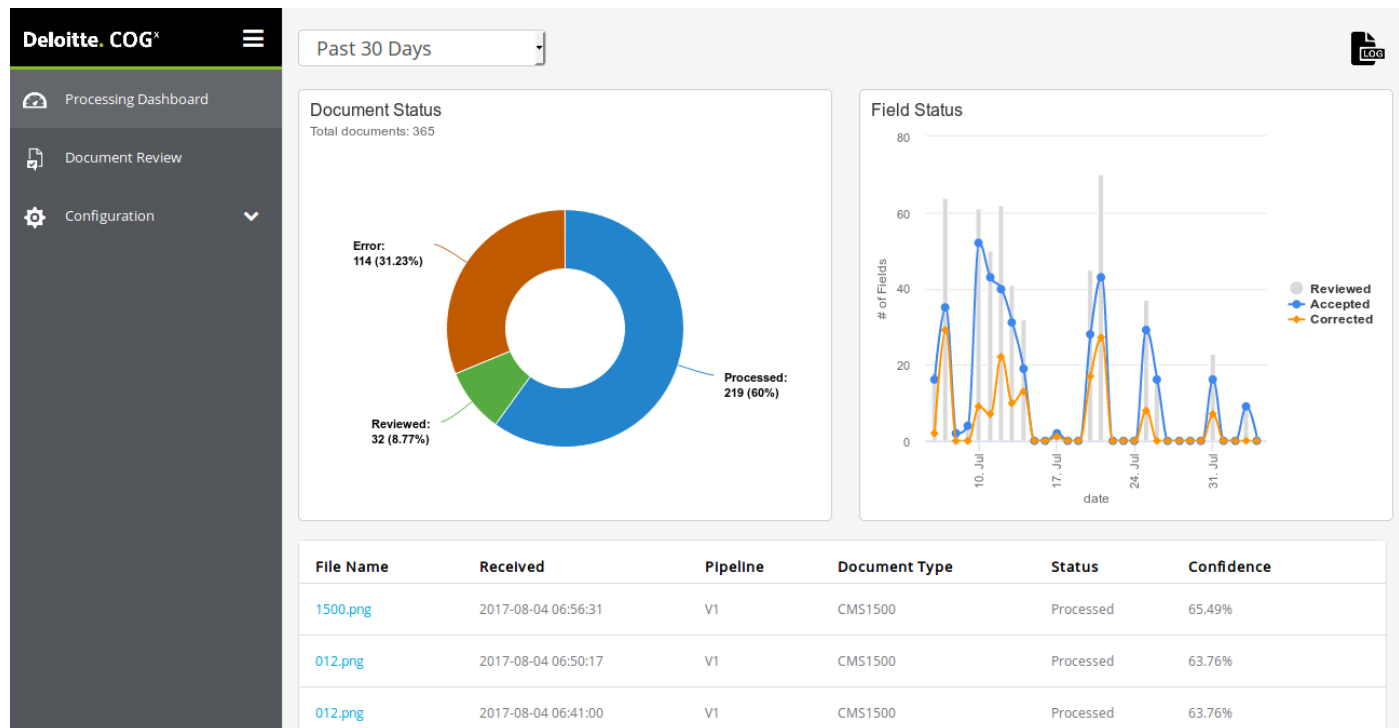 Deloitte. COGx
Past 30 Days
LOG
Processing Dashboard
Document Review
Configuration
Document Status
Total documents: 365
Error:
114 (31.23%)
Processed:
219 (60%)
Reviewed:
32 (8.77%)
Field Status
80
60
40
20
0
# of Fields
10. Jul
17. Jul
24. Jul
31. Jul
date
Reviewed
Accepted
Corrected
File Name Received Pipeline Document Type Status Confidence
1500.png 2017-08-04 06:56:31 V1 CMS1500 Processed 65.49%
012.png 2017-08-04 06:50:17 V1 CMS1500 Processed 63.76%
012.png 2017-08-04 06:41:00 V1 CMS1500 Processed 63.76%